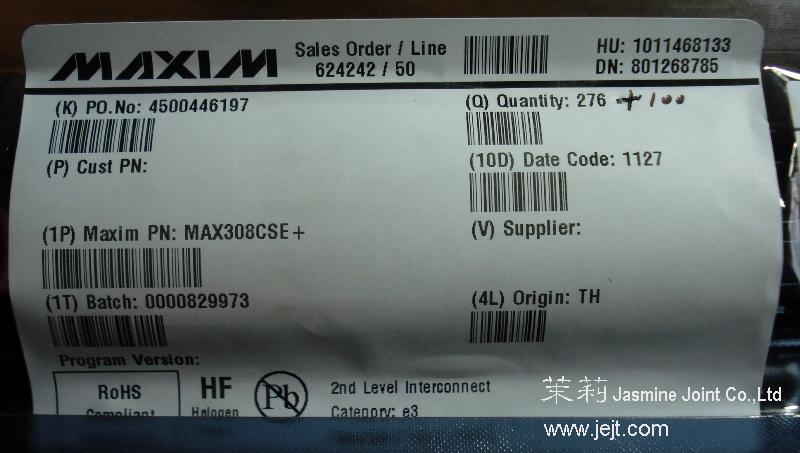 MAXIM
Sales Order / Line
624242 / 50
HU: 1011468133
DN: 801268785
(K) PO.No: 4500446197
(Q) Quantity: 276 + 100
(P) Cust PN:
(10D) Date Code: 1127
(1P) Maxim PN: MAX308CSE+
(V) Supplier:
(1T) Batch: 0000829973
(4L) Origin: TH
Program Version:
RoHS
Compliant
HF
Halogen
Pb
2nd Level Interconnect
Category: e3
茉莉 Jasmine Joint Co.,Ltd
www.jejt.com